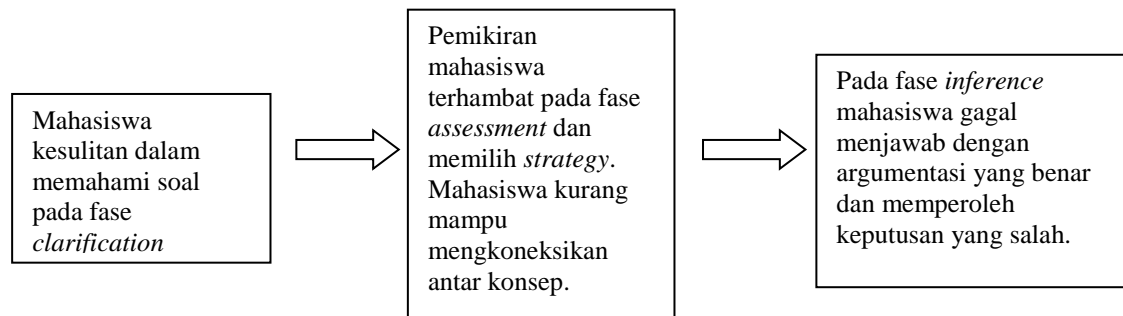 Mahasiswa
kesulitan dalam
memahami soal
pada fase
clarification
Pemikiran
mahasiswa
terhambat pada fase
assessment dan
memilih strategy.
Mahasiswa kurang
mampu
mengkoneksikan
antar konsep.
Pada fase inference
mahasiswa gagal
menjawab dengan
argumentasi yang benar
dan memperoleh
keputusan yang salah.